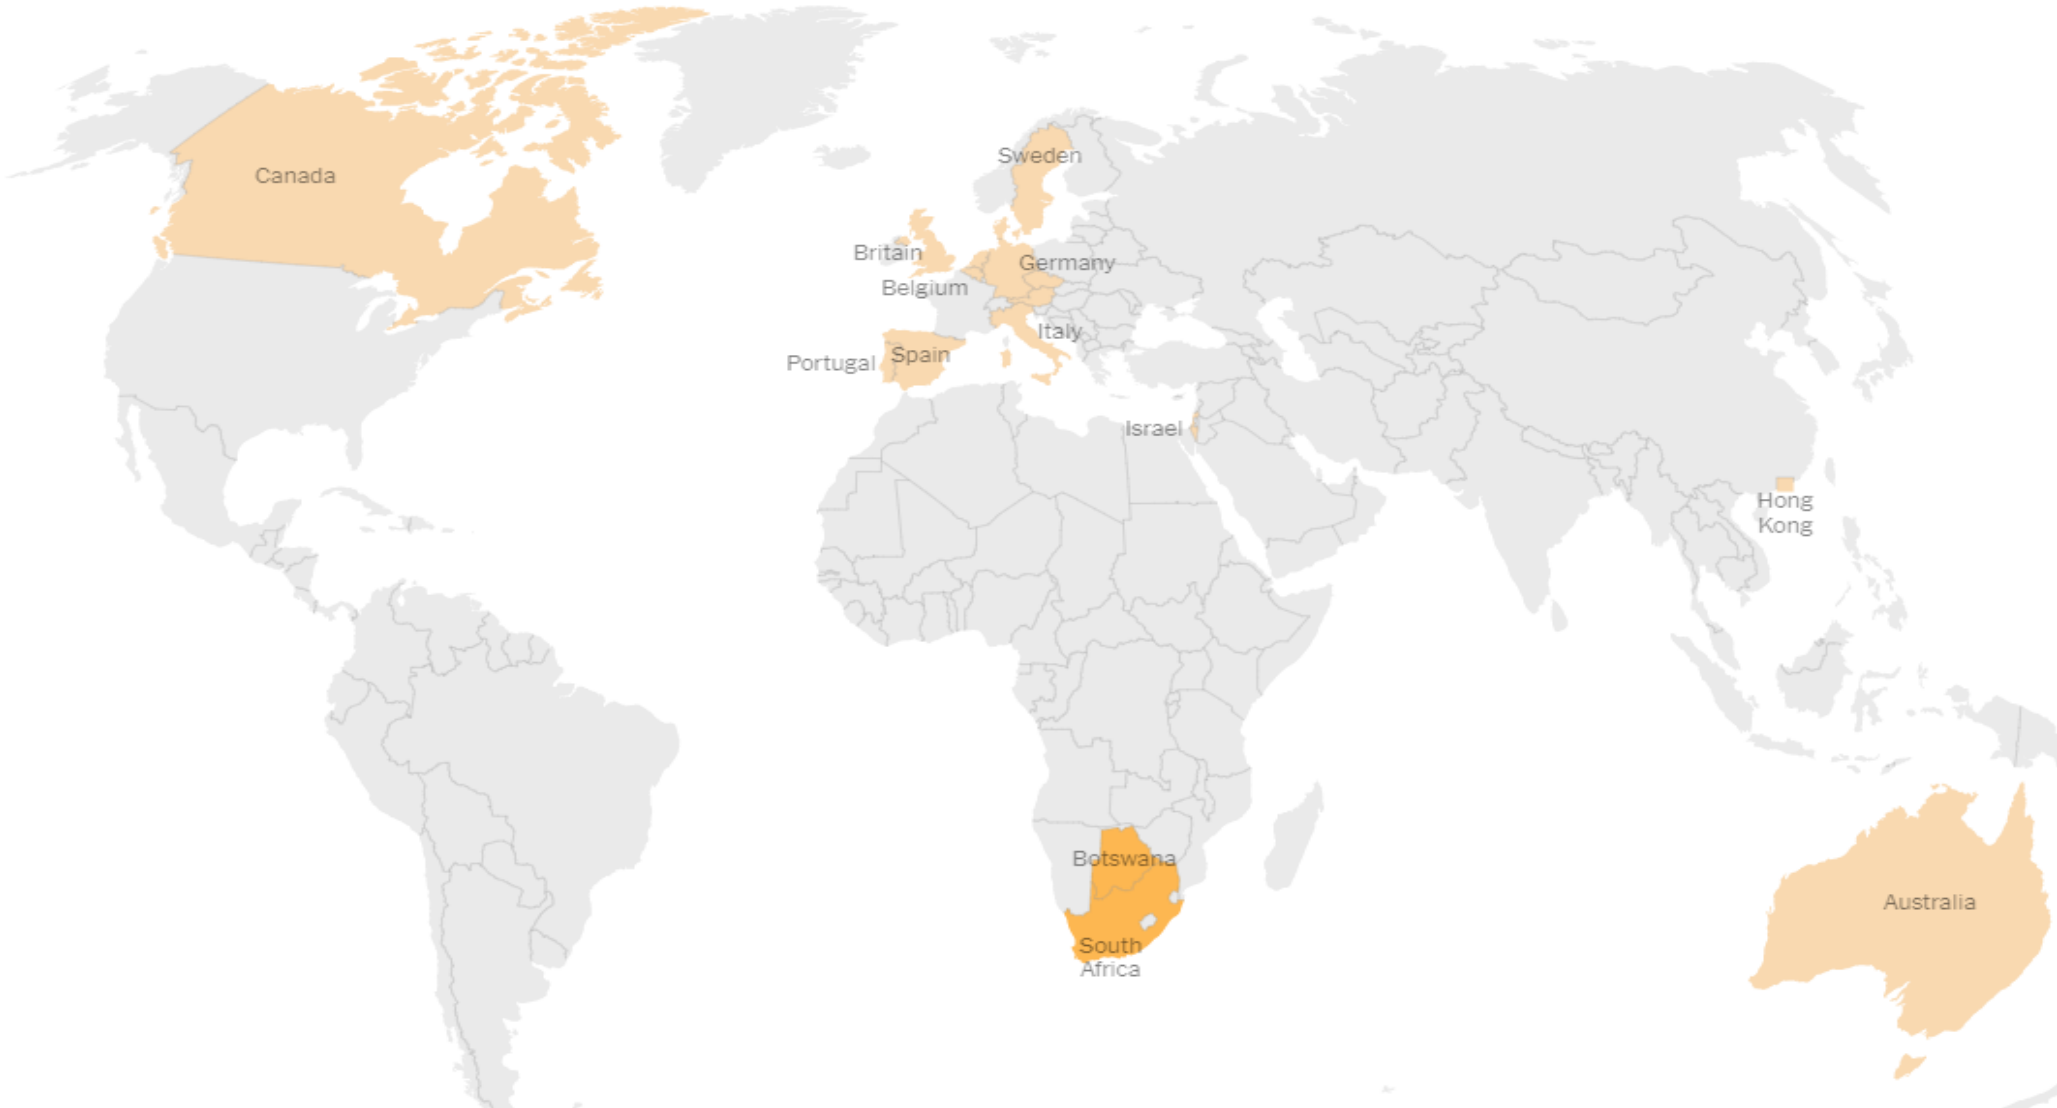 Canada
Sweden
Britain
Germany
Belgium
Italy
Portugal
Spain
Israel
Hong
Kong
Botswana
Australia
South
Africa